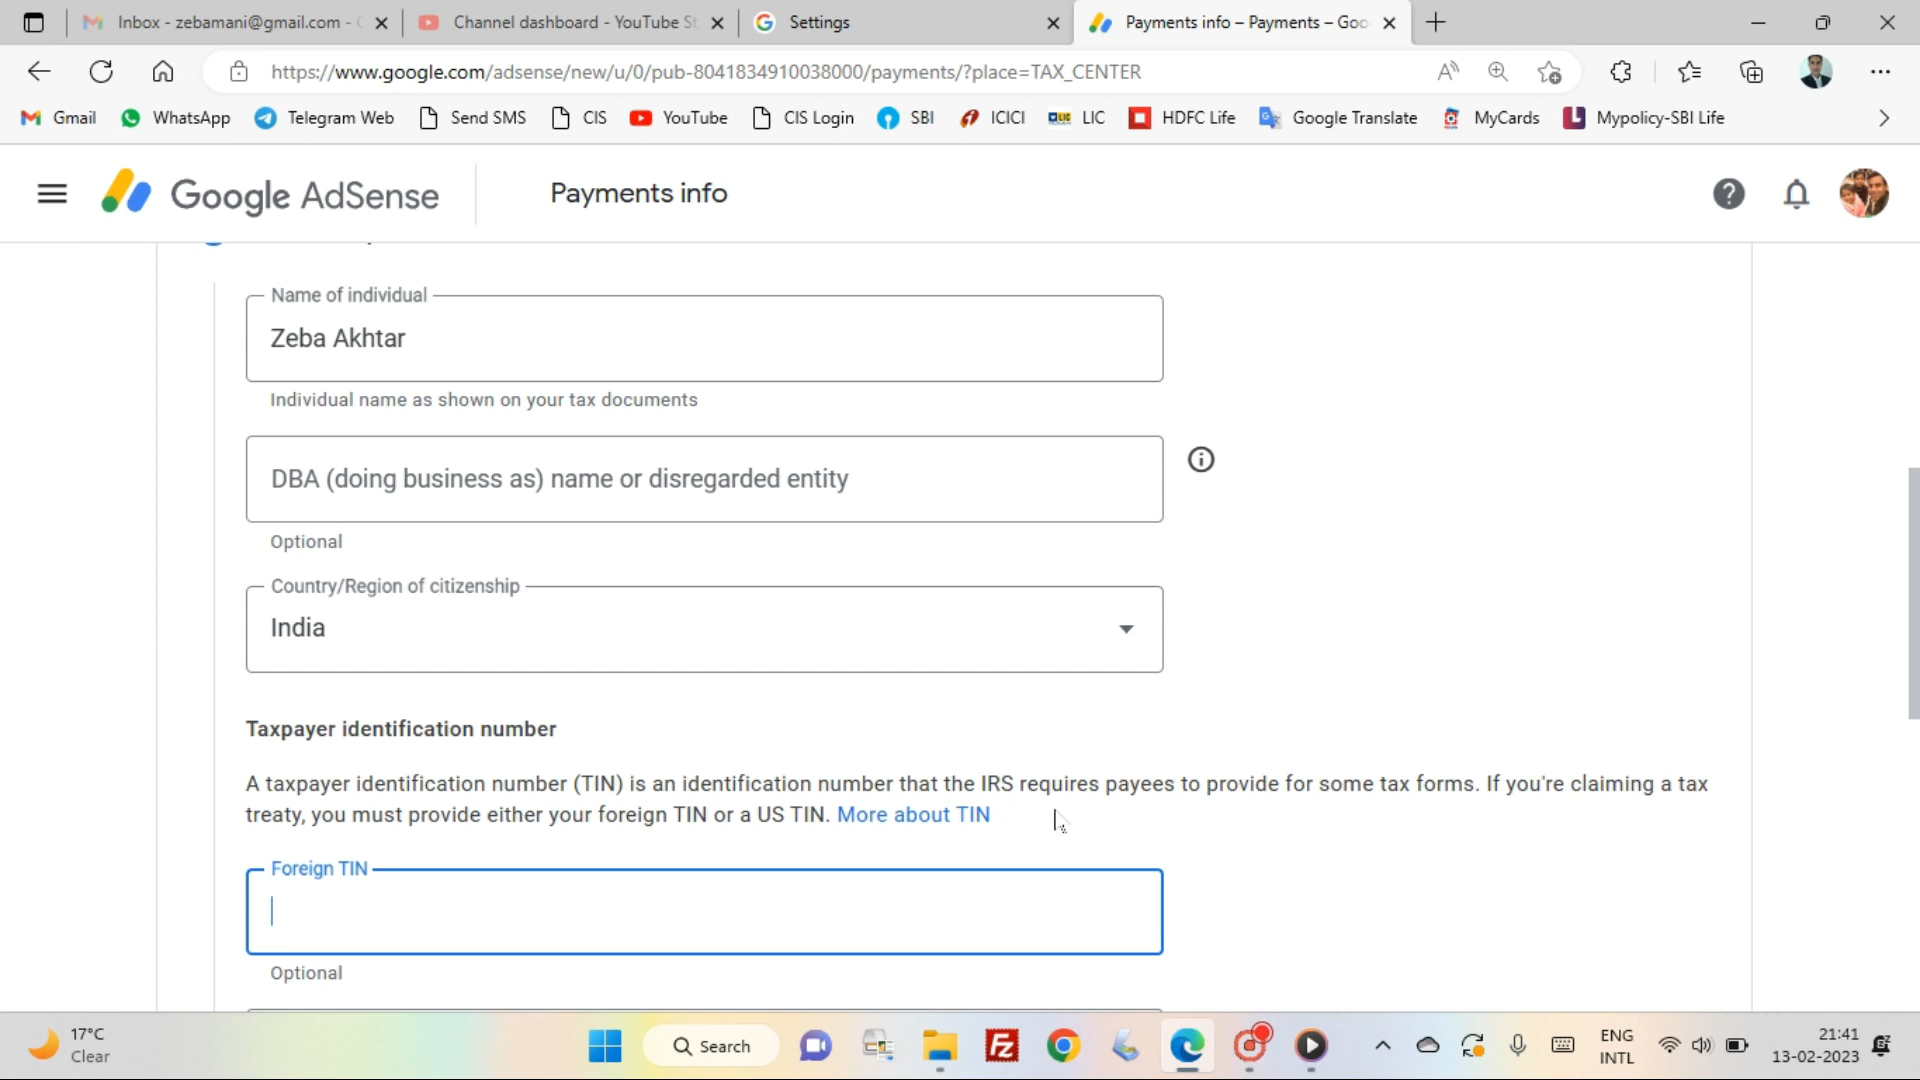 Inbox - zebamani@gmail.com -
Channel dashboard - YouTube St
Settings
Payments info – Payments – Goo
https://www.google.com/adsense/new/u/0/pub-8041834910038000/payments/?place=TAX_CENTER
Gmail
WhatsApp
Telegram Web
Send SMS
CIS
YouTube
CIS Login
SBI
ICICI
LIC
HDFC Life
Google Translate
MyCards
Mypolicy-SBI Life
Google AdSense
Payments info
Name of individual
Zeba Akhtar
Individual name as shown on your tax documents
DBA (doing business as) name or disregarded entity
Optional
Country/Region of citizenship
India
Taxpayer identification number
A taxpayer identification number (TIN) is an identification number that the IRS requires payees to provide for some tax forms. If you're claiming a tax
treaty, you must provide either your foreign TIN or a US TIN. More about TIN
Foreign TIN
Optional
17°C
Clear
Search
ENG
INTL
21:41
13-02-2023